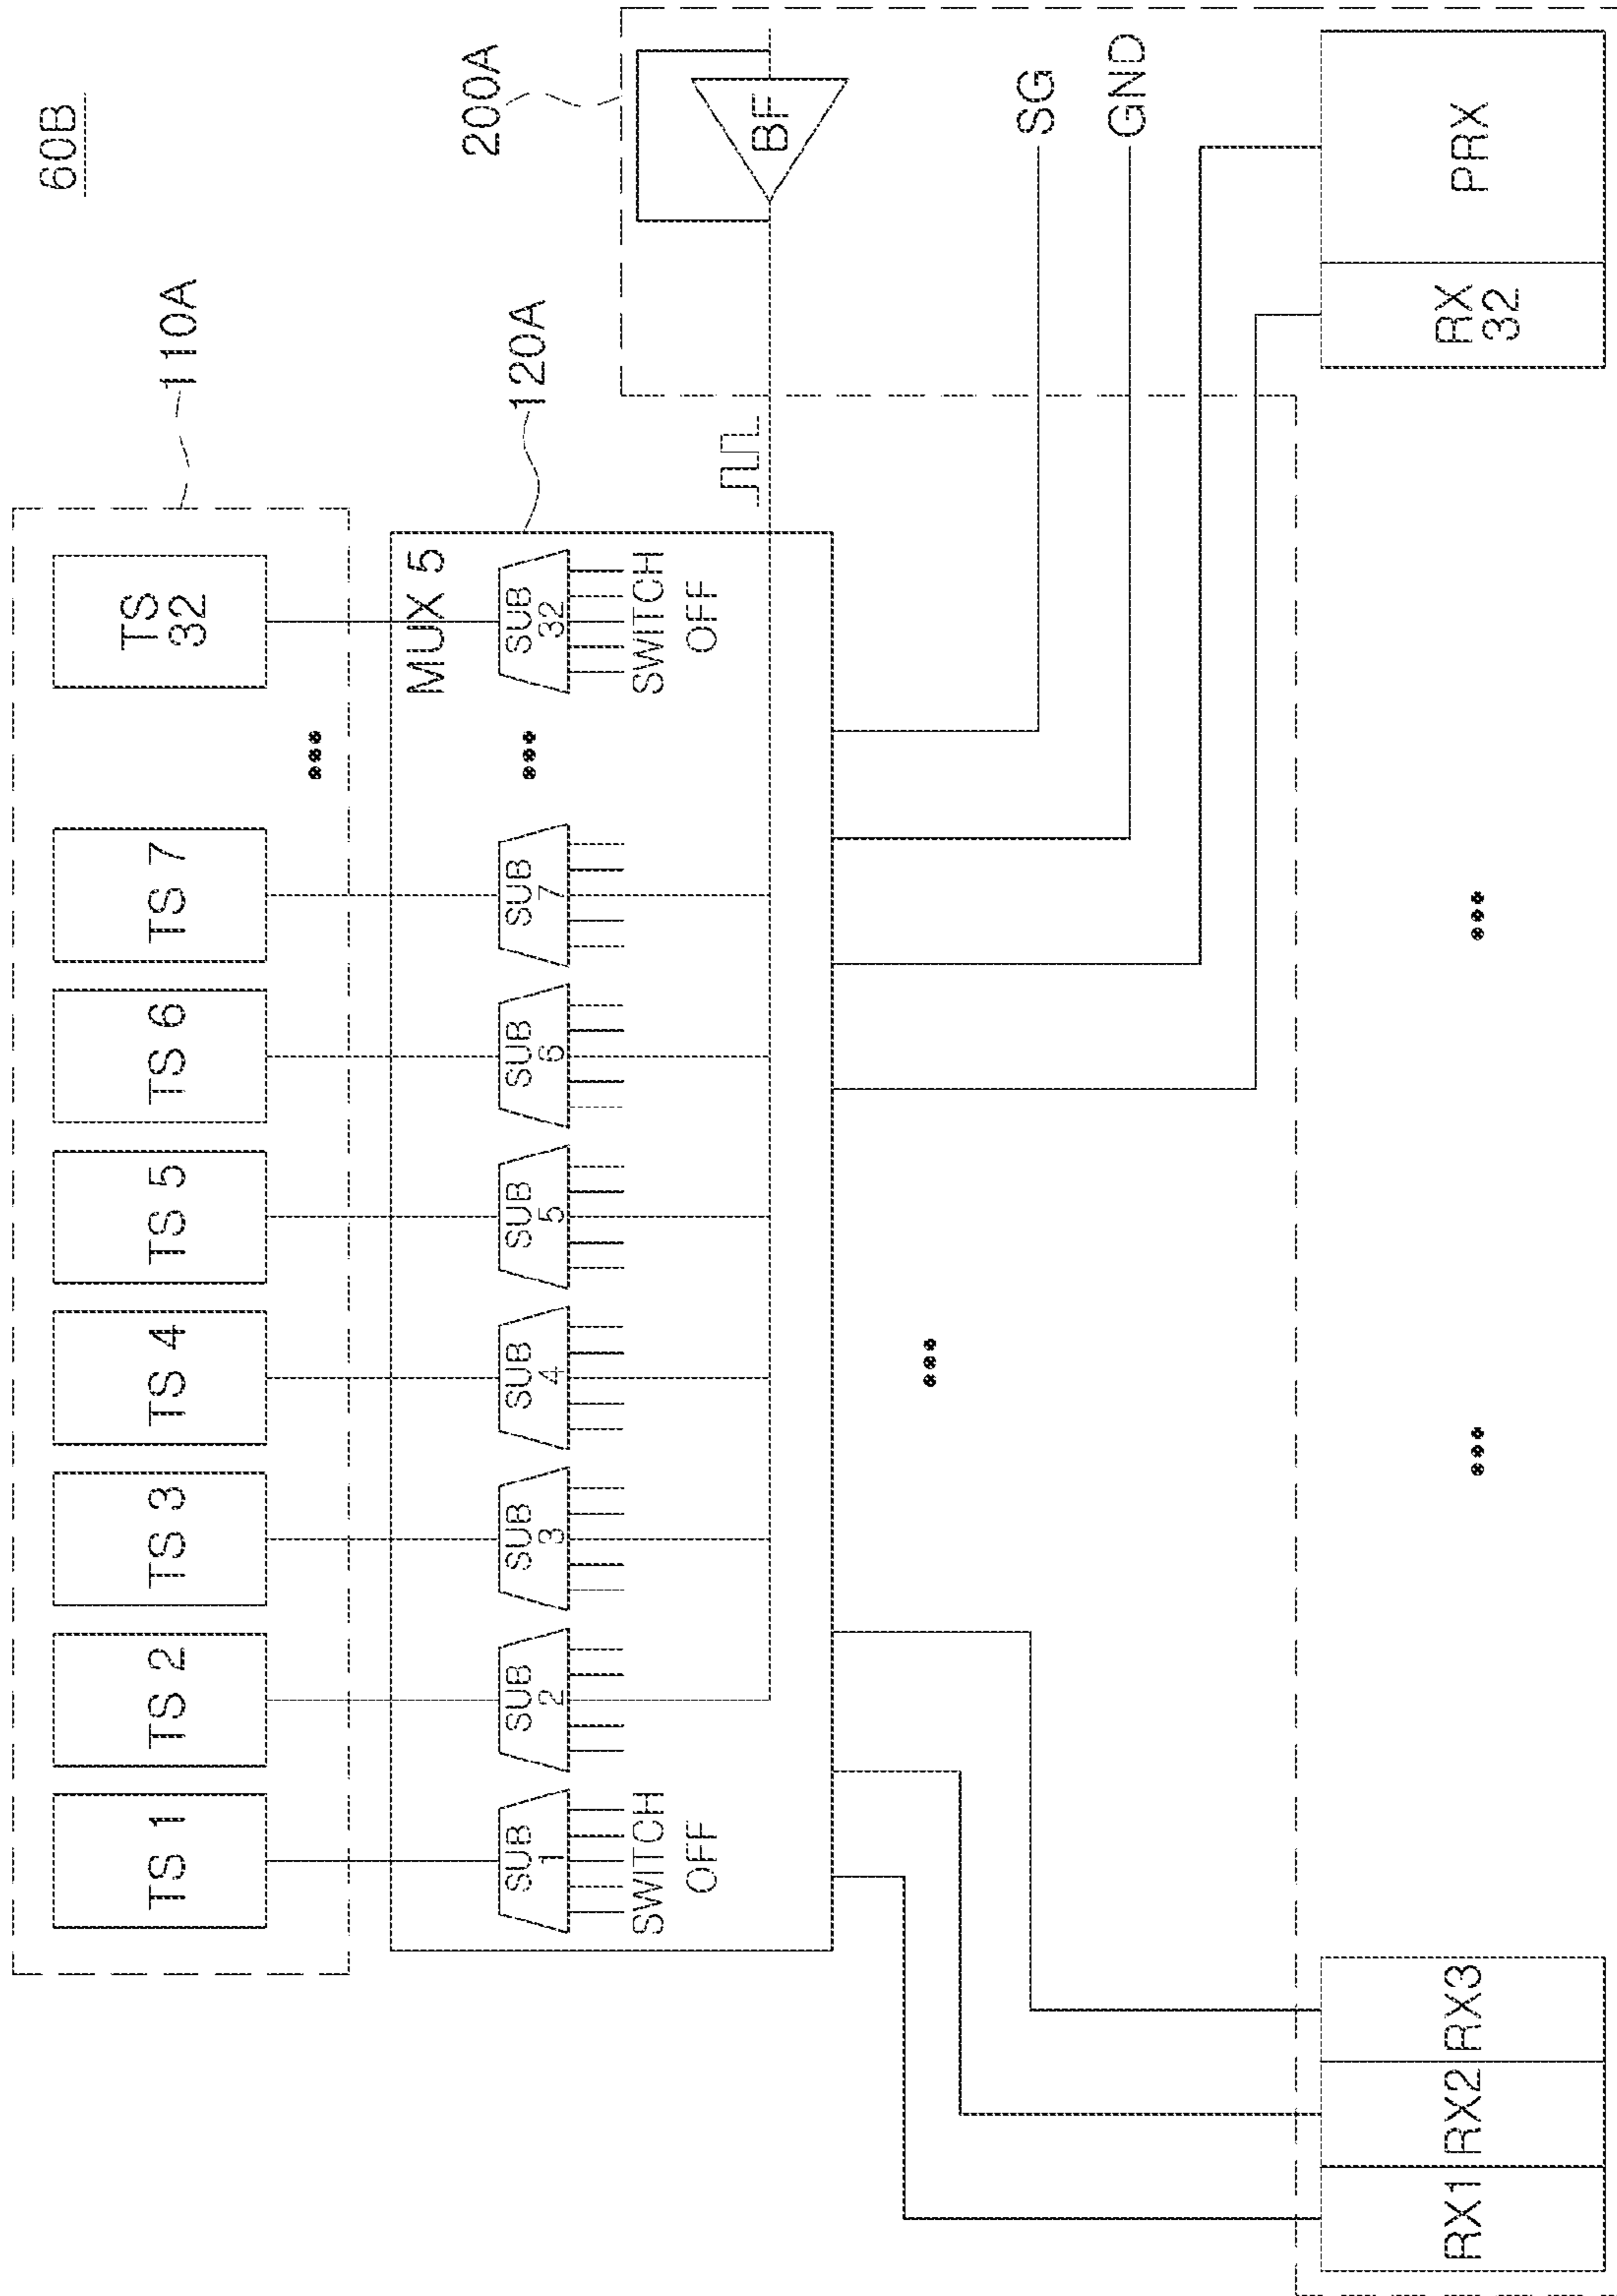 60B
110A
TS 1
TS 2
TS 3
TS 4
TS 5
TS 6
TS 7
TS
32
120A
MUX 5
SUB
1
SUB
2
SUB
3
SUB
4
SUB
5
SUB
6
SUB
7
SUB
32
SWITCH
OFF
SWITCH
OFF
200A
BF
SG
GND
RX1
RX2
RX3
RX
32
PRX